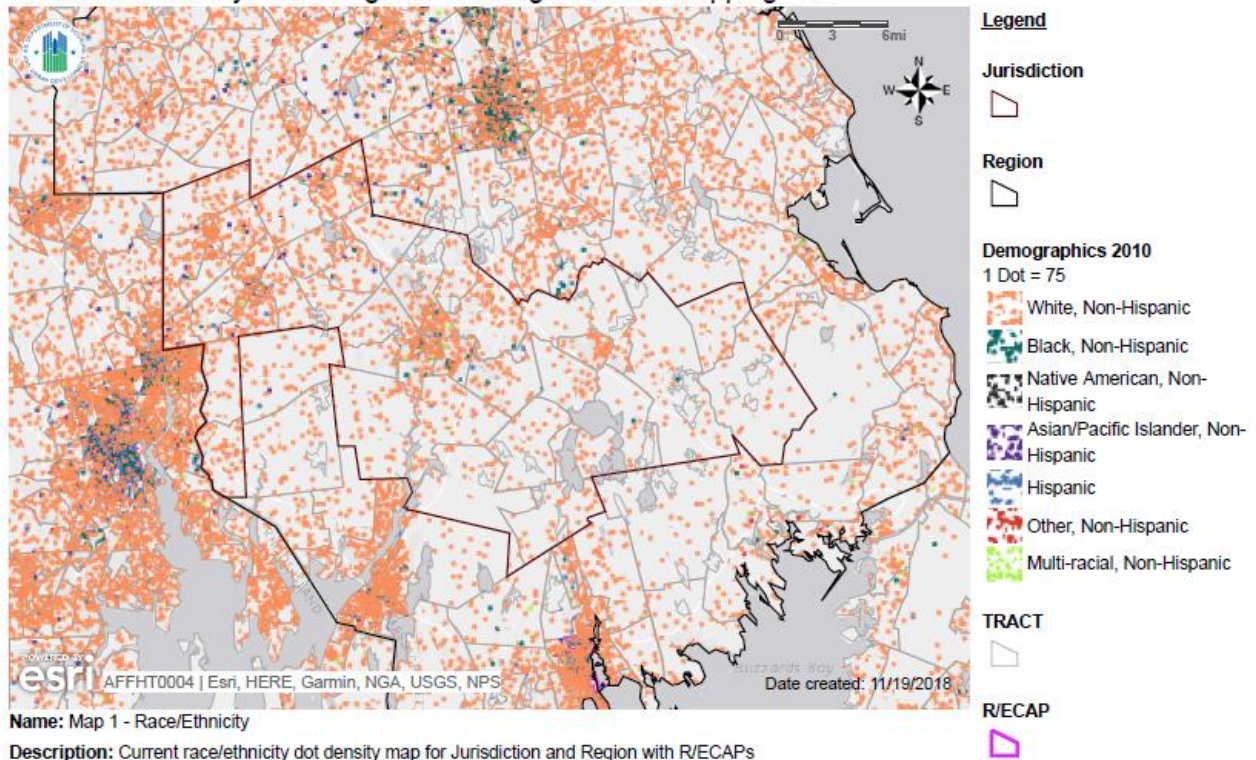 0 3 6mi
N
W E
S
Buzzards Bay
POWERED BY
esri
AFFHT0004 | Esri, HERE, Garmin, NGA, USGS, NPS
Date created: 11/19/2018
Name: Map 1 - Race/Ethnicity
Description: Current race/ethnicity dot density map for Jurisdiction and Region with R/ECAPs
Legend
Jurisdiction
Region
Demographics 2010
1 Dot = 75
White, Non-Hispanic
Black, Non-Hispanic
Native American, Non-
Hispanic
Asian/Pacific Islander, Non-
Hispanic
Hispanic
Other, Non-Hispanic
Multi-racial, Non-Hispanic
TRACT
R/ECAP